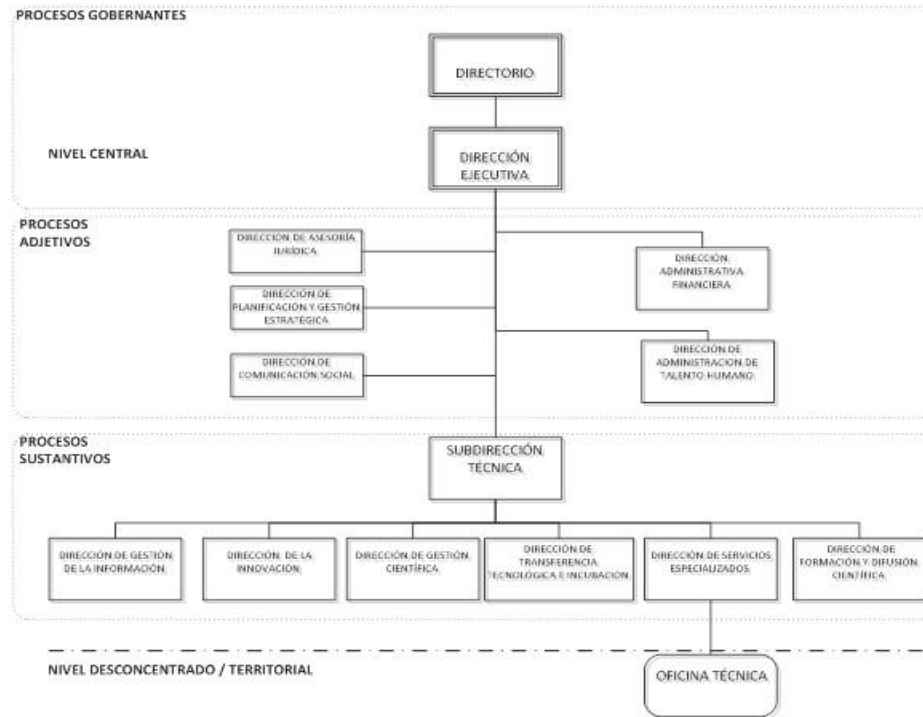 PROCESOS GOBERNANTES
DIRECTORIO
NIVEL CENTRAL
DIRECCIÓN
EJECUTIVA
PROCESOS
ADJETIVOS
DIRECCIÓN DE ASESORÍA
JURÍDICA
DIRECCIÓN
ADMINISTRATIVA
FINANCIERA
DIRECCIÓN DE
PLANIFICACIÓN Y GESTIÓN
ESTRATÉGICA
DIRECCIÓN DE
COMUNICACIÓN SOCIAL
DIRECCIÓN DE
ADMINISTRACION DE
TALENTO HUMANO
PROCESOS
SUSTANTIVOS
SUBDIRECCIÓN
TÉCNICA
DIRECCIÓN DE GESTIÓN
DE LA INFORMACIÓN
DIRECCIÓN DE LA
INNOVACIÓN
DIRECCIÓN DE GESTIÓN
CIENTÍFICA
DIRECCIÓN DE
TRANSFERENCIA
TECNOLÓGICA E INCUBACIÓN
DIRECCIÓN DE SERVICIOS
ESPECIALIZADOS
DIRECCIÓN DE
FORMACIÓN Y DIFUSIÓN
CIENTÍFICA
NIVEL DESCONCENTRADO / TERRITORIAL
OFICINA TÉCNICA